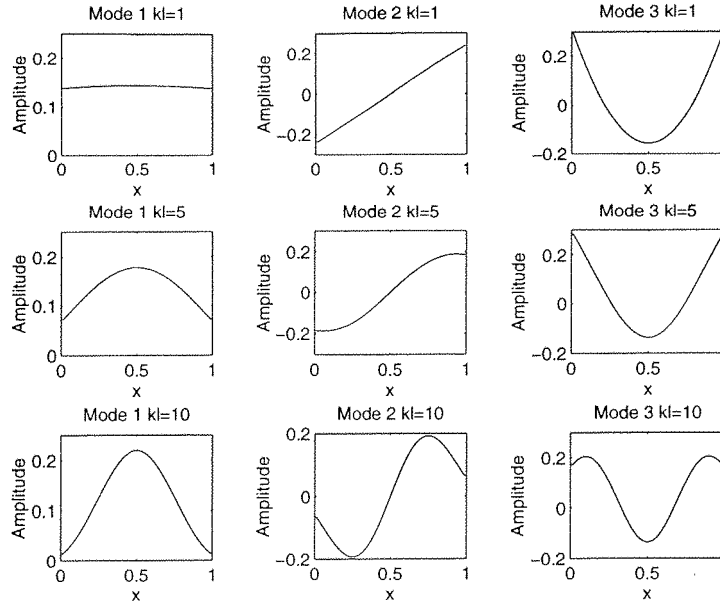 Mode 1 kl=1
Amplitude
0.2
0.1
0
0
0.5
1
x
Mode 2 kl=1
Amplitude
0.2
0
−0.2
0
0.5
1
x
Mode 3 kl=1
Amplitude
0.2
0
−0.2
0
0.5
1
x
Mode 1 kl=5
Amplitude
0.2
0.1
0
0
0.5
1
x
Mode 2 kl=5
Amplitude
0.2
0
−0.2
0
0.5
1
x
Mode 3 kl=5
Amplitude
0.2
0
−0.2
0
0.5
1
x
Mode 1 kl=10
Amplitude
0.2
0.1
0
0
0.5
1
x
Mode 2 kl=10
Amplitude
0.2
0
−0.2
0
0.5
1
x
Mode 3 kl=10
Amplitude
0.2
0
−0.2
0
0.5
1
x